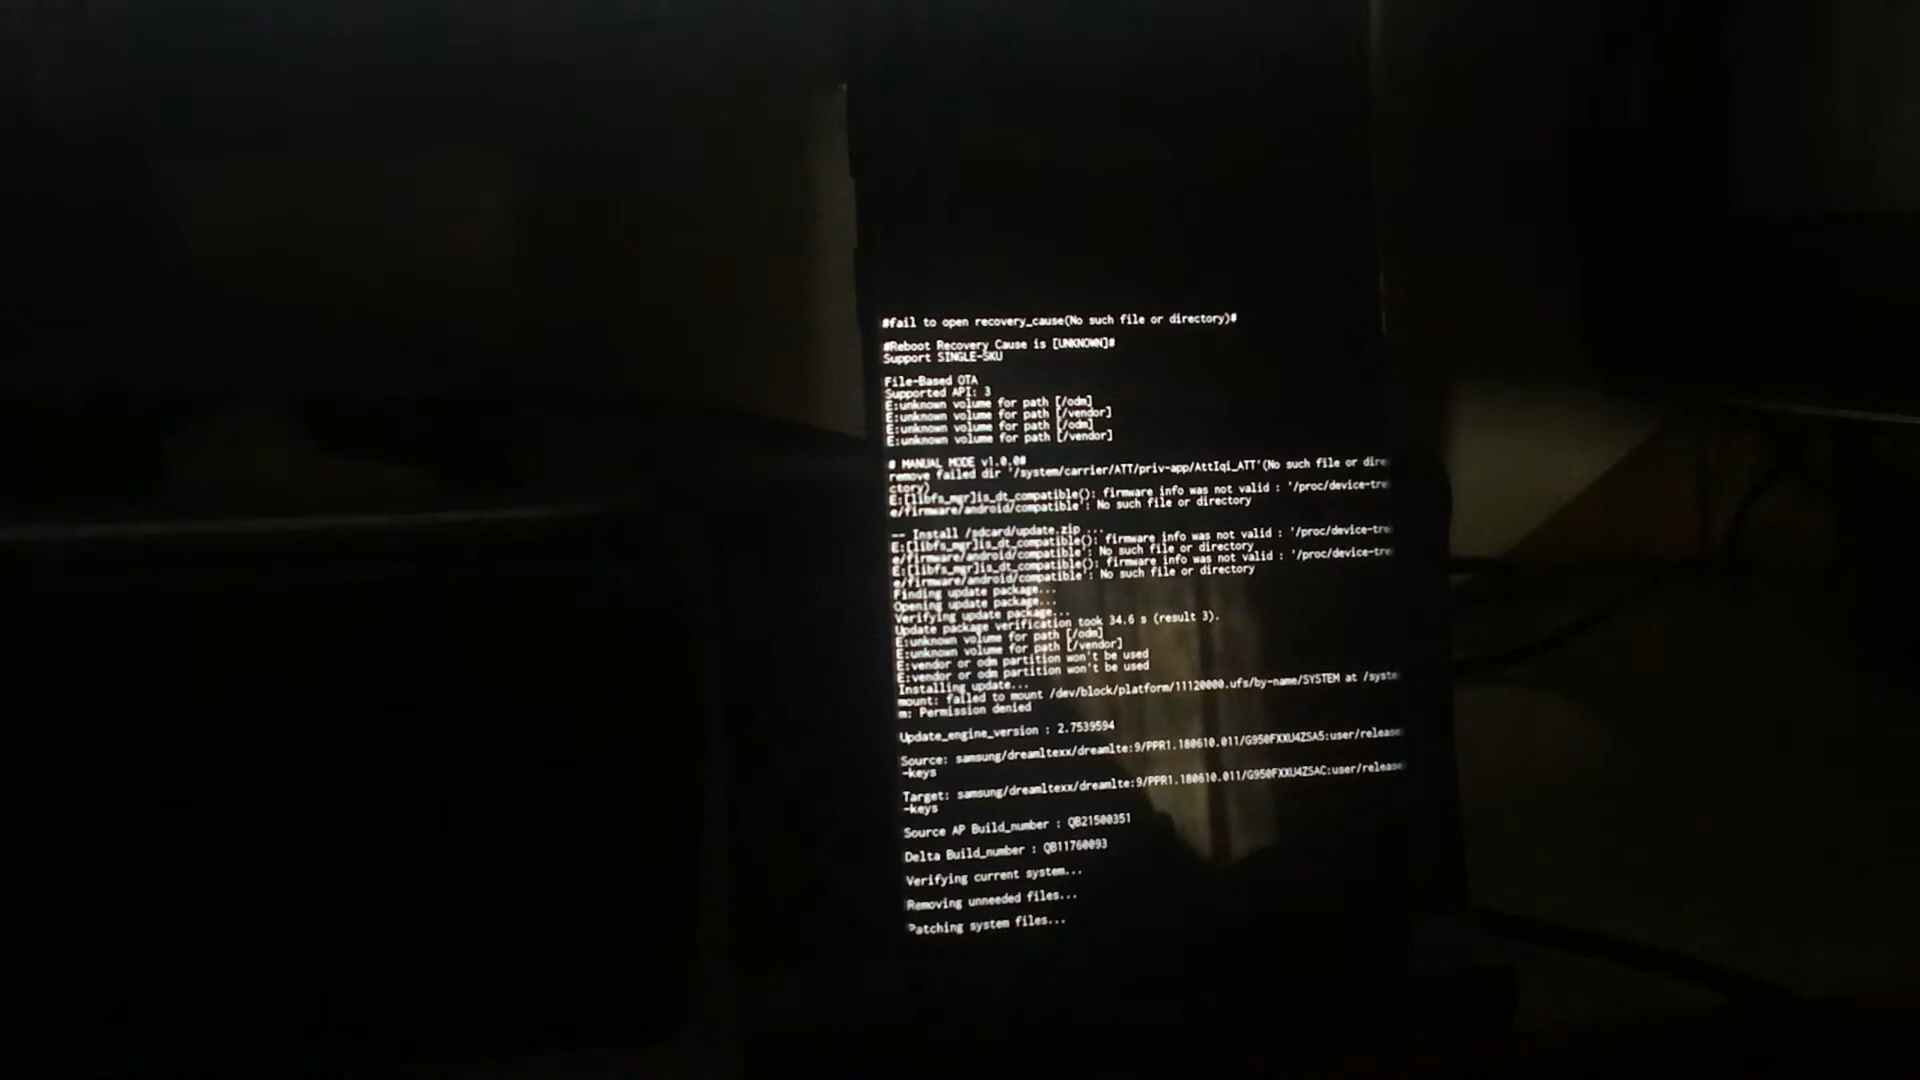 #fail to open recovery_cause(No such file or directory)#
#Reboot Recovery Cause is [UNKNOWN]#
Support SINGLE-SKU
File-Based OTA
Supported API: 3
E:unknown volume for path [/odm]
E:unknown volume for path [/vendor]
E:unknown volume for path [/odm]
E:unknown volume for path [/vendor]
# MANUAL MODE v1.0.0#
remove failed dir '/system/carrier/ATT/priv-app/AttIqi_ATT'(No such file or dire
ctory)
E:[libfs_mgr]is_dt_compatible(): firmware info was not valid : '/proc/device-tre
e/firmware/android/compatible': No such file or directory
-- Install /sdcard/update.zip ...
E:[libfs_mgr]is_dt_compatible(): firmware info was not valid : '/proc/device-tre
e/firmware/android/compatible': No such file or directory
E:[libfs_mgr]is_dt_compatible(): firmware info was not valid : '/proc/device-tre
e/firmware/android/compatible': No such file or directory
Finding update package...
Opening update package...
Verifying update package...
Update package verification took 34.6 s (result 3).
E:unknown volume for path [/odm]
E:unknown volume for path [/vendor]
E:vendor or odm partition won't be used
E:vendor or odm partition won't be used
Installing update...
mount: failed to mount /dev/block/platform/11120000.ufs/by-name/SYSTEM at /syste
m: Permission denied
Update_engine_version : 2.7539594
Source: samsung/dreamltexx/dreamlte:9/PPR1.180610.011/G950FXXU4ZSA5:user/release
-keys
Target: samsung/dreamltexx/dreamlte:9/PPR1.180610.011/G950FXXU4ZSAC:user/release
-keys
Source AP Build_number : QB21500351
Delta Build_number : QB11760093
Verifying current system...
Removing unneeded files...
Patching system files...